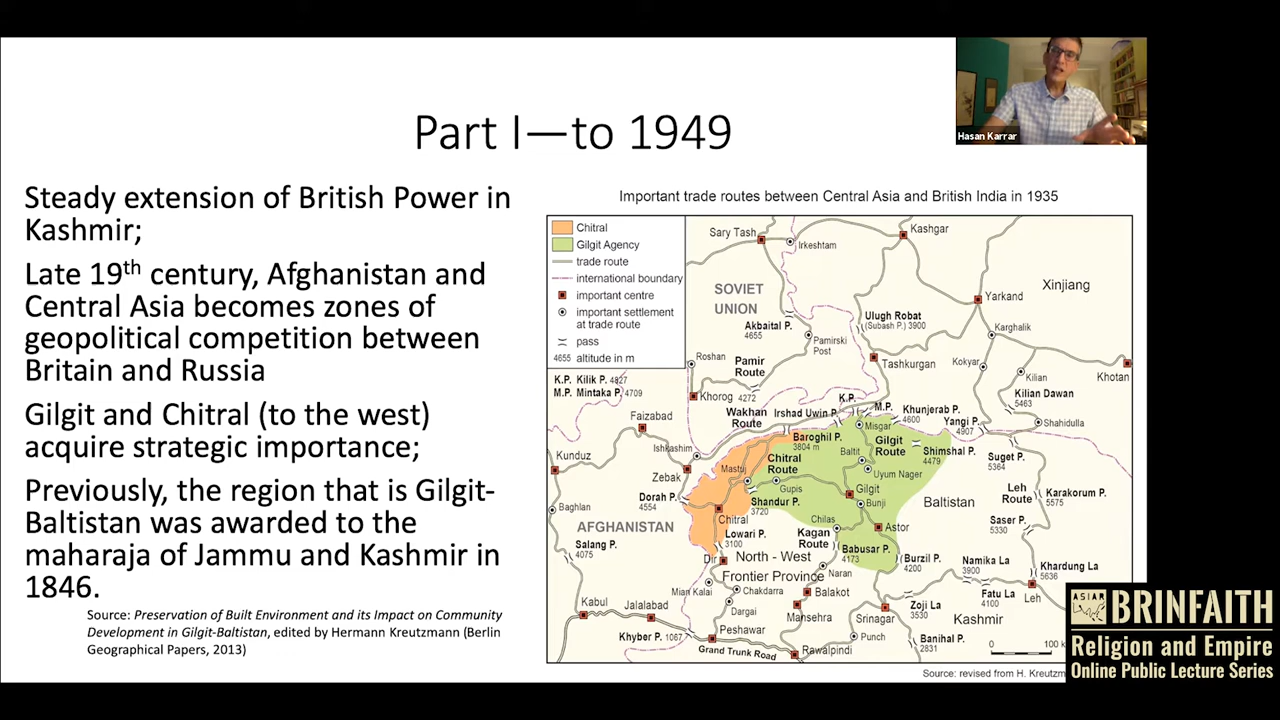 Hasan Karrar
Part I—to 1949
Steady extension of British Power in
Kashmir;
Late 19th century, Afghanistan and
Central Asia becomes zones of
geopolitical competition between
Britain and Russia
Gilgit and Chitral (to the west)
acquire strategic importance;
Previously, the region that is Gilgit-
Baltistan was awarded to the
maharaja of Jammu and Kashmir in
1846.
Source: Preservation of Built Environment and its Impact on Community
Development in Gilgit-Baltistan, edited by Hermann Kreutzmann (Berlin
Geographical Papers, 2013)
Important trade routes between Central Asia and British India in 1935
Chitral
Gilgit Agency
trade route
international boundary
important centre
important settlement
at trade route
pass
4655 altitude in m
K.P. Kilik P. 4827
M.P. Mintaka P. 4709
Sary Tash
Irkeshtam
Kashgar
SOVIET
UNION
Yarkand
Xinjiang
Akbaital P.
4655
Ulugh Robat
(Subash P.) 3900
Karghalik
Pamirski
Post
Roshan
Pamir
Route
Tashkurgan
Kokyar
Kilian
Khotan
Khorog
4272
Kilian Dawan
5463
Wakhan
Route
Irshad Uwin P.
K.P.
M.P.
Khunjerab P.
4600
Yangi P.
4907
Shahidulla
Faizabad
Misgar
Ishkashim
Baroghil P.
3804 m
Gilgit
Route
Shimshal P.
4479
Suget P.
5364
Kunduz
Zebak
Mastuj
Chitral
Route
Baltit
Uyum Nager
Leh
Route
Karakorum P.
5575
Dorah P.
4554
Gupis
Gilgit
Baltistan
Baghlan
Shandur P.
3720
Bunji
Saser P.
5330
AFGHANISTAN
Chitral
Chilas
Astor
Salang P.
4075
Lowari P.
3100
Kagan
Route
Babusar P.
4173
Burzil P.
4200
Namika La
3900
Khardung La
5636
Dir
North - West
Frontier Province
Naran
Fatu La
4100
Leh
Mian Kalai
Chakdarra
Balakot
Zoji La
Kabul
Jalalabad
Dargai
Mansehra
Srinagar
Kashmir
Khyber P. 1067
Peshawar
Punch
Banihal P.
2831
0
100 k
Grand Trunk Road
Rawalpindi
Source: revised from H. Kreutzm
ASIAR
BRINFAITH
Religion and Empire
Online Public Lecture Series